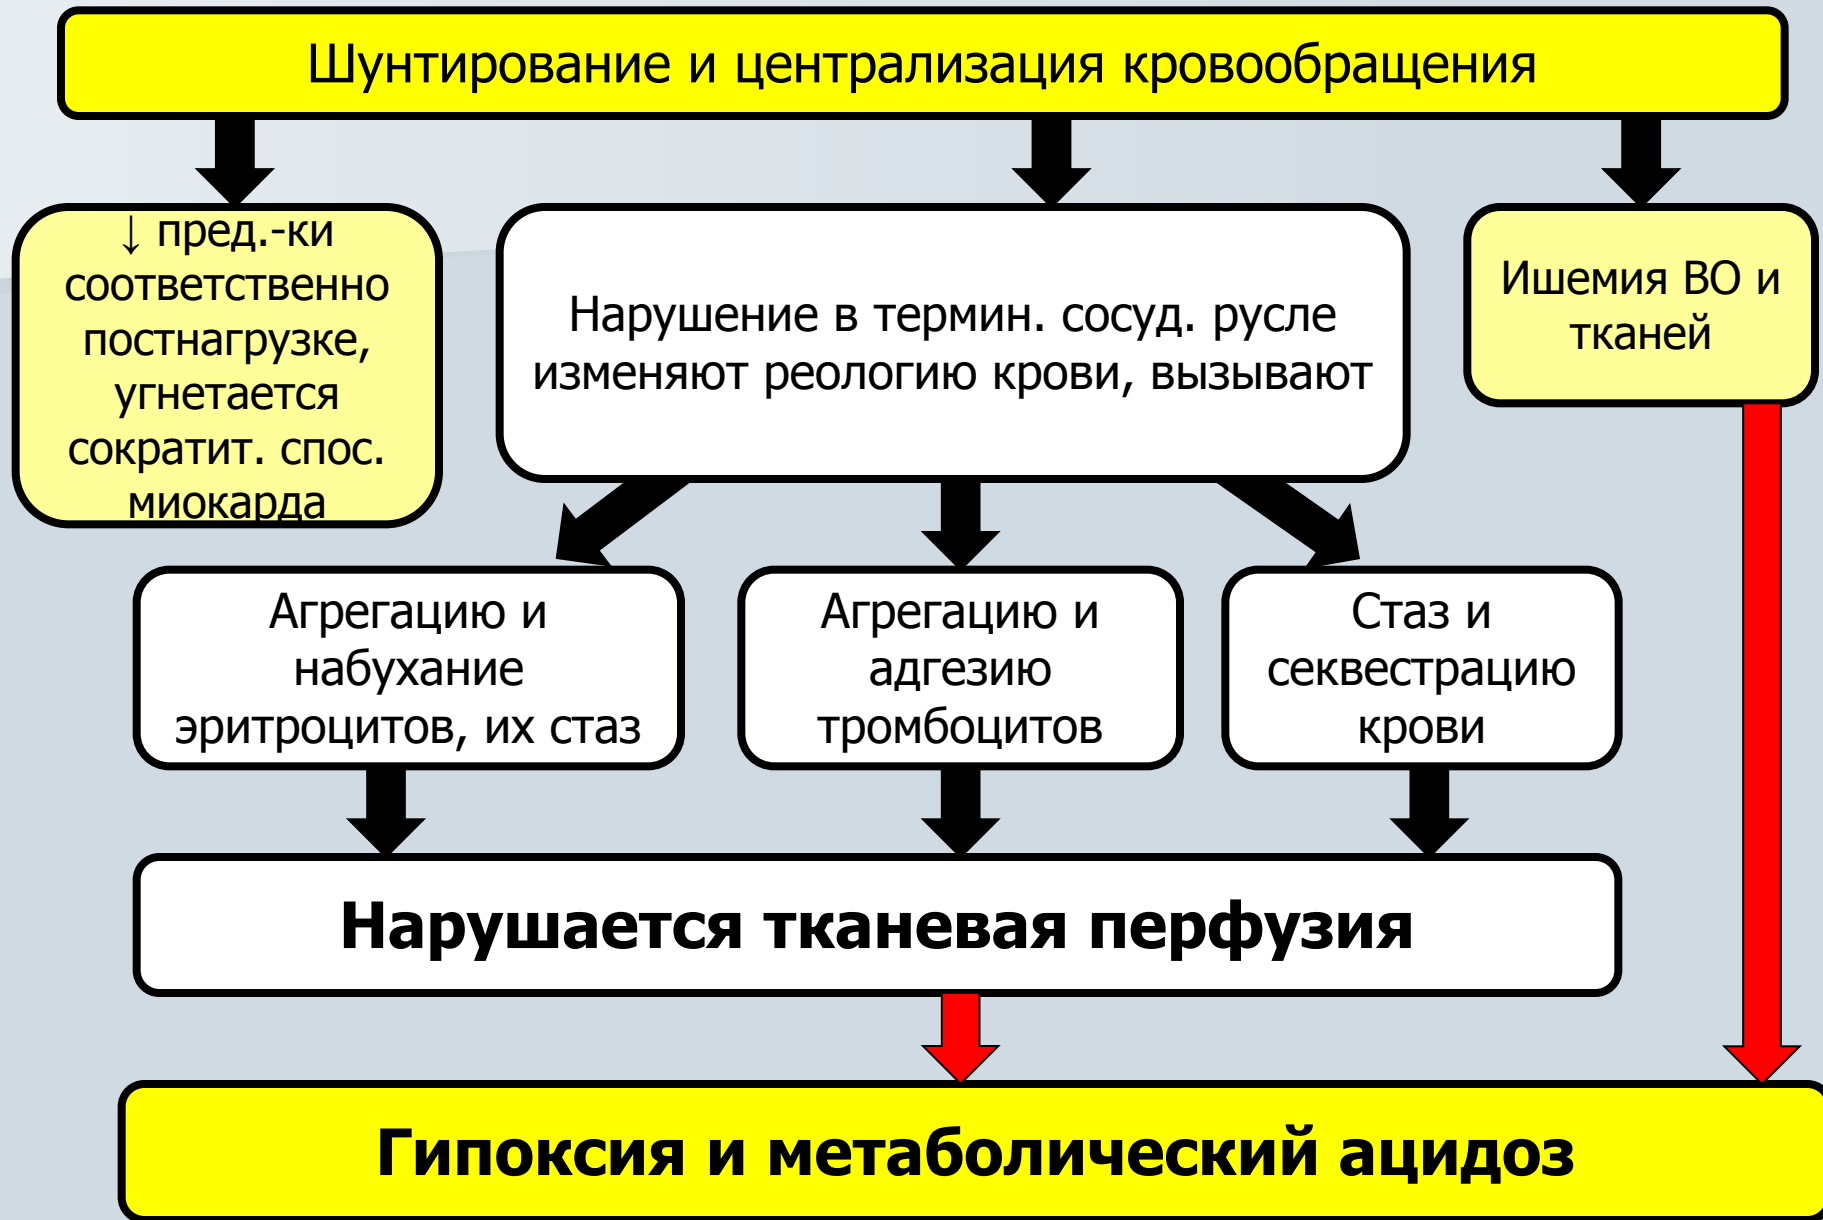 Шунтирование и централизация кровообращения
↓ пред.-ки
соответственно
постнагрузке,
угнетается
сократит. спос.
миокарда
Нарушение в термин. сосуд. русле
изменяют реологию крови, вызывают
Ишемия ВО и
тканей
Агрегацию и
набухание
эритроцитов, их стаз
Агрегацию и
адгезию
тромбоцитов
Стаз и
секвестрацию
крови
Нарушается тканевая перфузия
Гипоксия и метаболический ацидоз